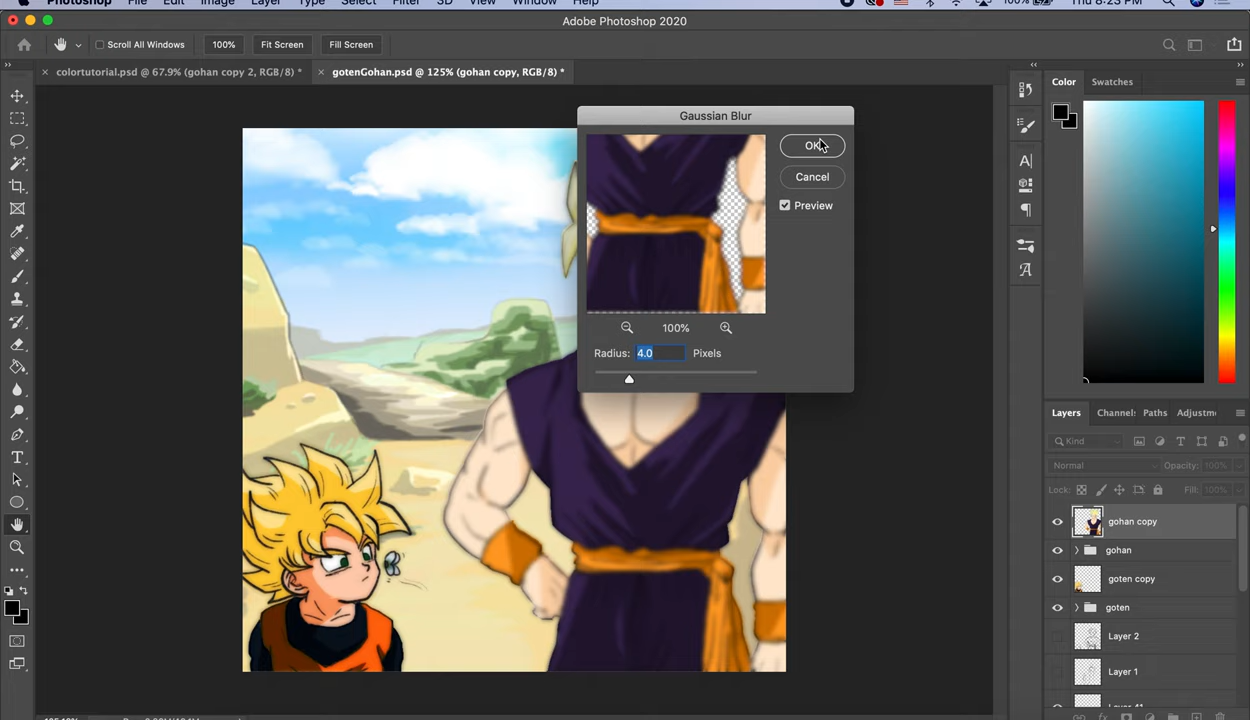 Photoshop File Edit Image Layer Type Select Filter 3D View Window Help 100% Thu 8:23 PM
Adobe Photoshop 2020
Scroll All Windows 100% Fit Screen Fill Screen
colortutorial.psd @ 67.9% (gohan copy 2, RGB/8) *
gotenGohan.psd @ 125% (gohan copy, RGB/8) *
Gaussian Blur
OK
Cancel
Preview
100%
Radius: 4.0 Pixels
Color Swatches
Layers Channel: Paths Adjustm
Kind
Normal Opacity: 100%
Lock: Fill: 100%
gohan copy
gohan
goten copy
goten
Layer 2
Layer 1